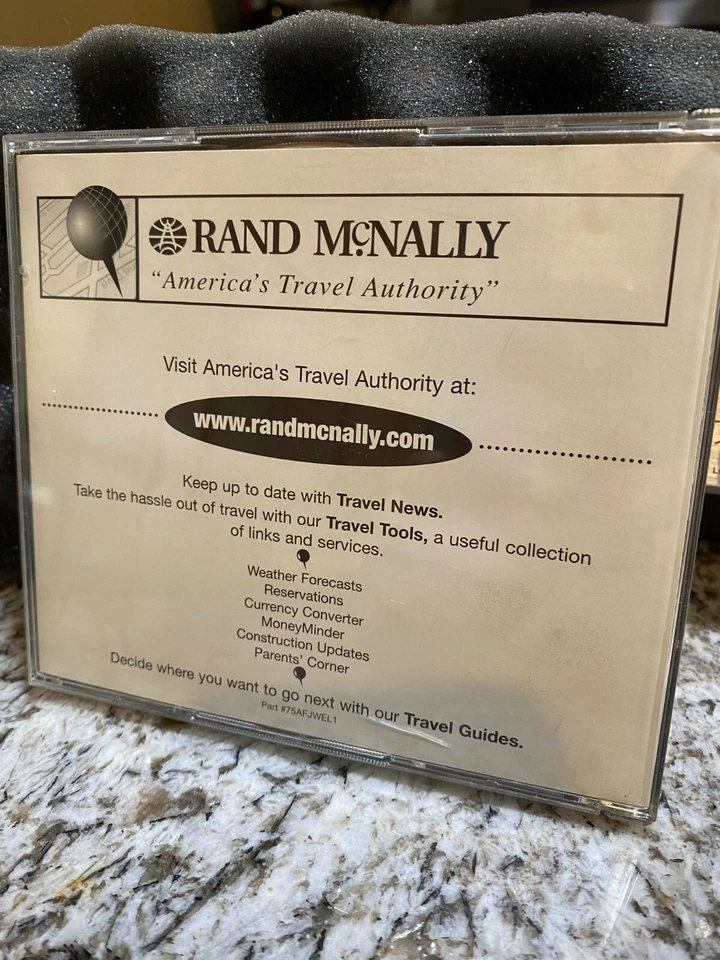 RAND McNALLY
“America's Travel Authority”
Visit America's Travel Authority at:
www.randmcnally.com
Keep up to date with Travel News.
Take the hassle out of travel with our Travel Tools, a useful collection
of links and services.
Weather Forecasts
Reservations
Currency Converter
MoneyMinder
Construction Updates
Parents' Corner
Decide where you want to go next with our Travel Guides.
Part #75AFJWEL1